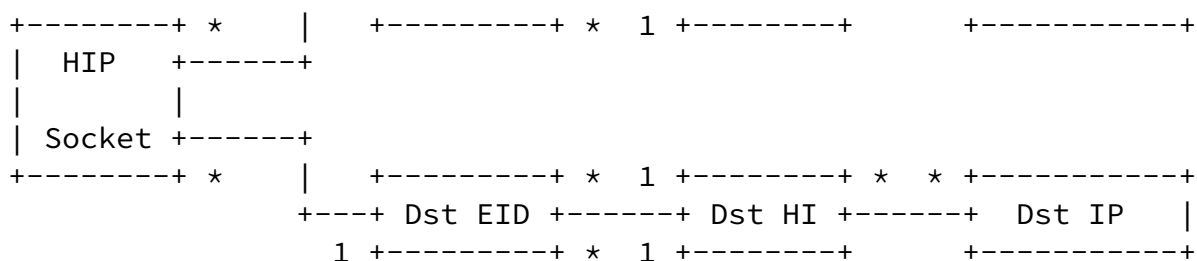 +--------+ *    |   +---------+ *  1 +--------+      +-----------+
|  HIP   +------+
|        |
| Socket +------+
+--------+ *    |   +---------+ *  1 +--------+ *  * +-----------+
                +---+ Dst EID +------+ Dst HI +------+  Dst IP   |
                  1 +---------+ *  1 +--------+      +-----------+